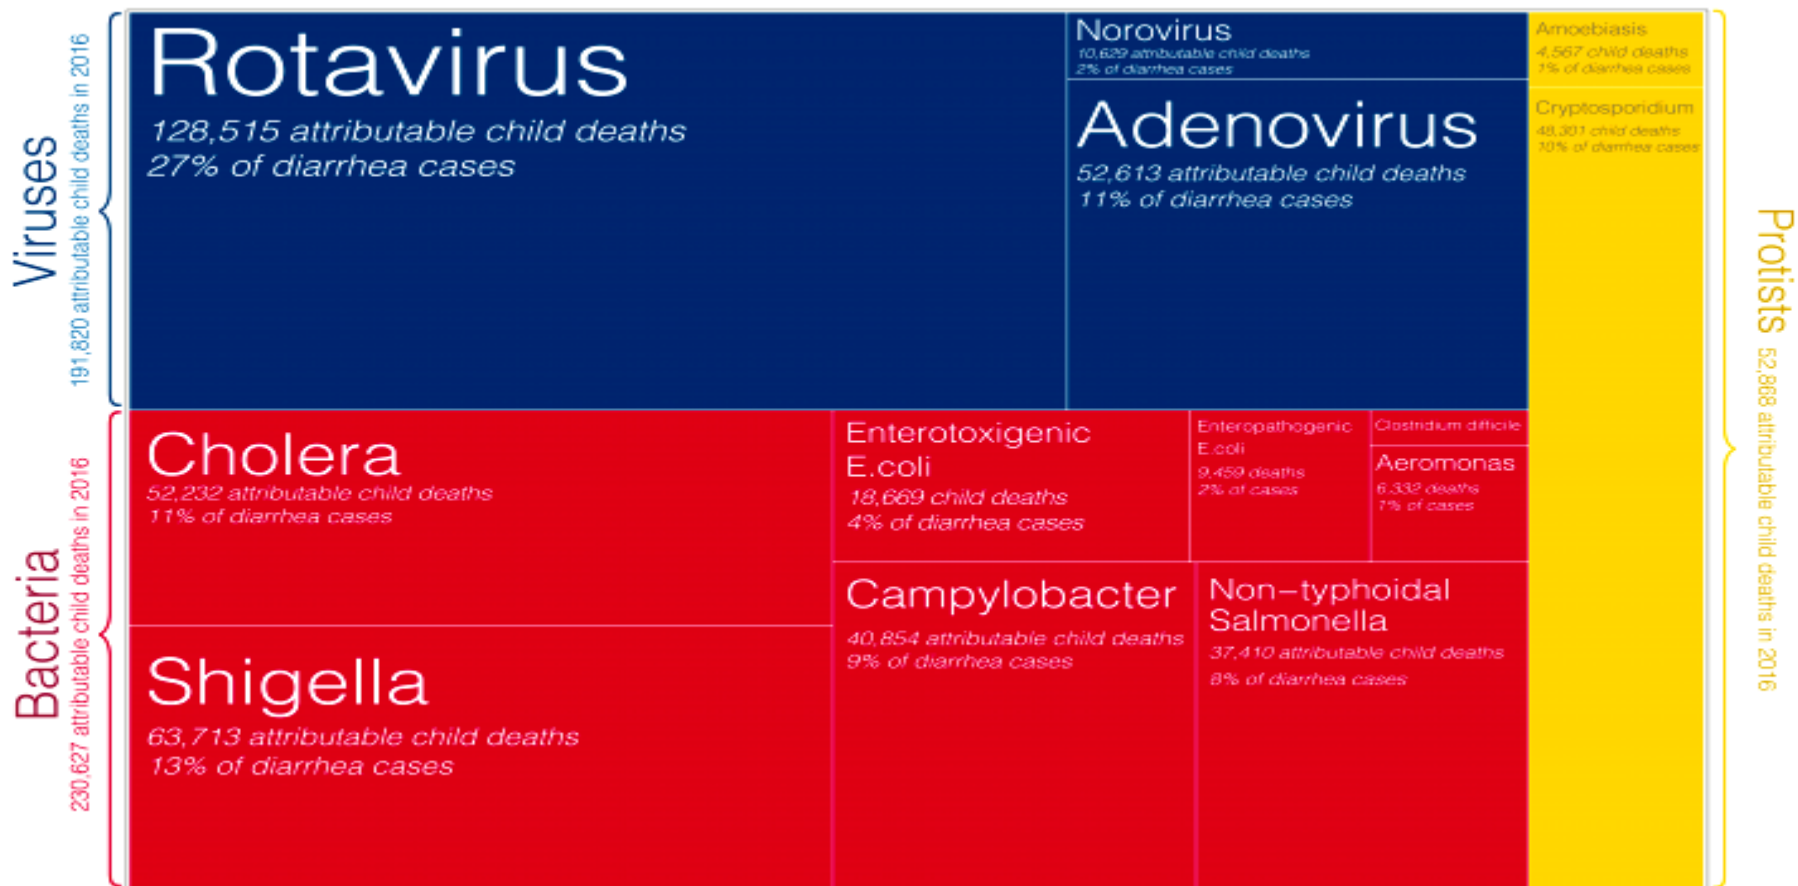 Viruses
191,820 attributable child deaths in 2016
Rotavirus
128,515 attributable child deaths
27% of diarrhea cases
Norovirus
10,629 attributable child deaths
2% of diarrhea cases
Adenovirus
52,613 attributable child deaths
11% of diarrhea cases
Amoebiasis
4,567 child deaths
1% of diarrhea cases
Cryptosporidium
48,301 child deaths
10% of diarrhea cases
Protists
52,868 attributable child deaths in 2016
Bacteria
230,627 attributable child deaths in 2016
Cholera
52,232 attributable child deaths
11% of diarrhea cases
Shigella
63,713 attributable child deaths
13% of diarrhea cases
Enterotoxigenic
E.coli
18,669 child deaths
4% of diarrhea cases
Enteropathogenic
E.coli
9,459 deaths
2% of cases
Clostridium difficile
Aeromonas
6,332 deaths
1% of cases
Campylobacter
40,854 attributable child deaths
9% of diarrhea cases
Non–typhoidal
Salmonella
37,410 attributable child deaths
8% of diarrhea cases